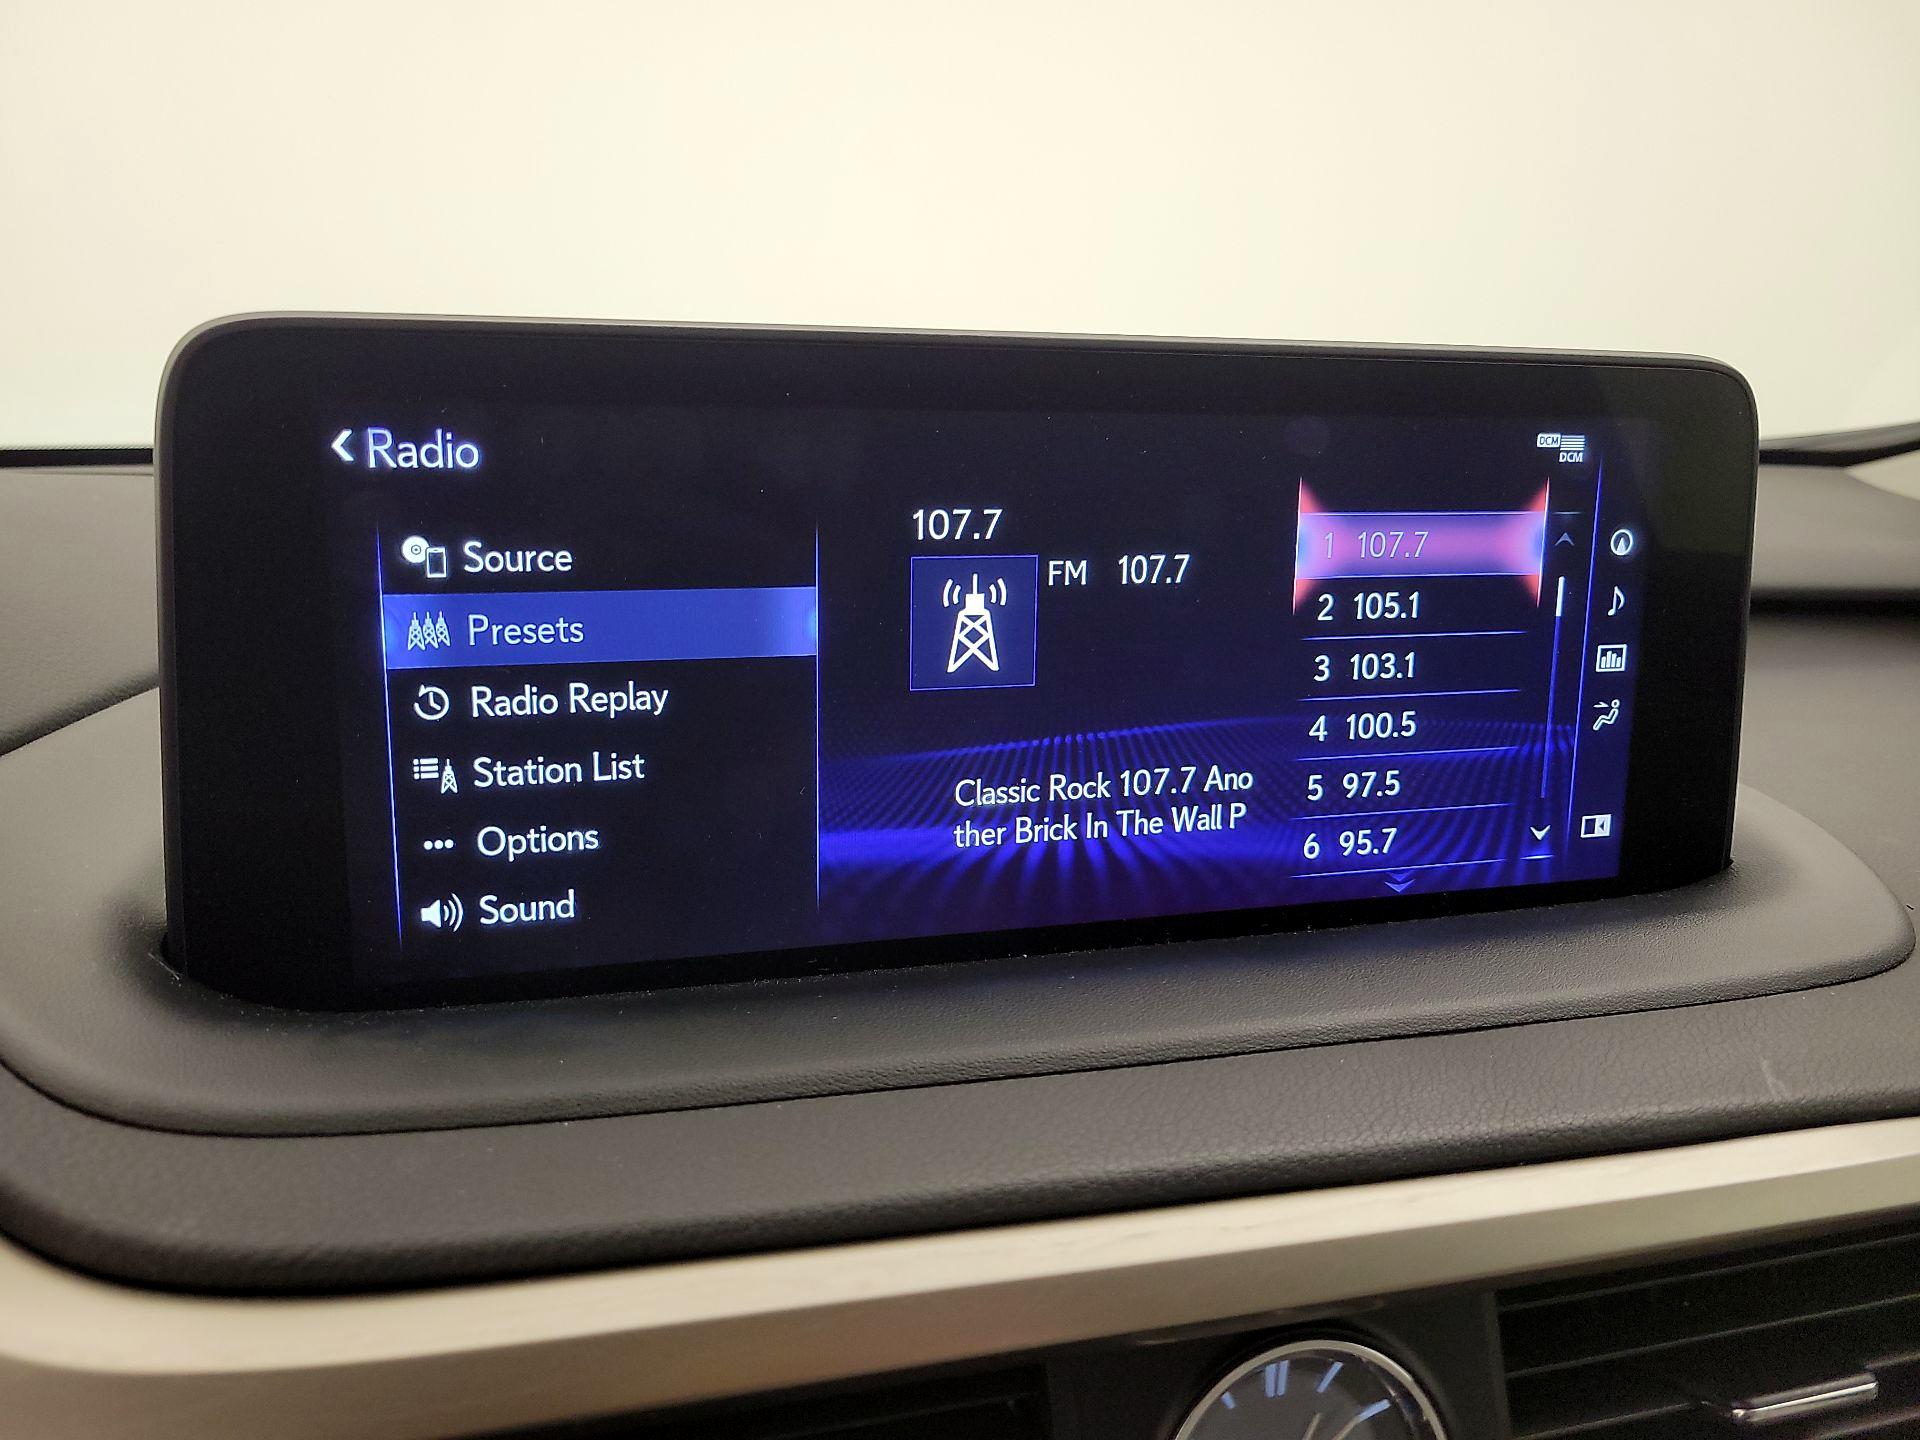 Radio
DCM
DCM
Source
Presets
Radio Replay
Station List
Options
Sound
107.7
FM 107.7
Classic Rock 107.7 Ano
ther Brick In The Wall P
1 107.7
2 105.1
3 103.1
4 100.5
5 97.5
6 95.7